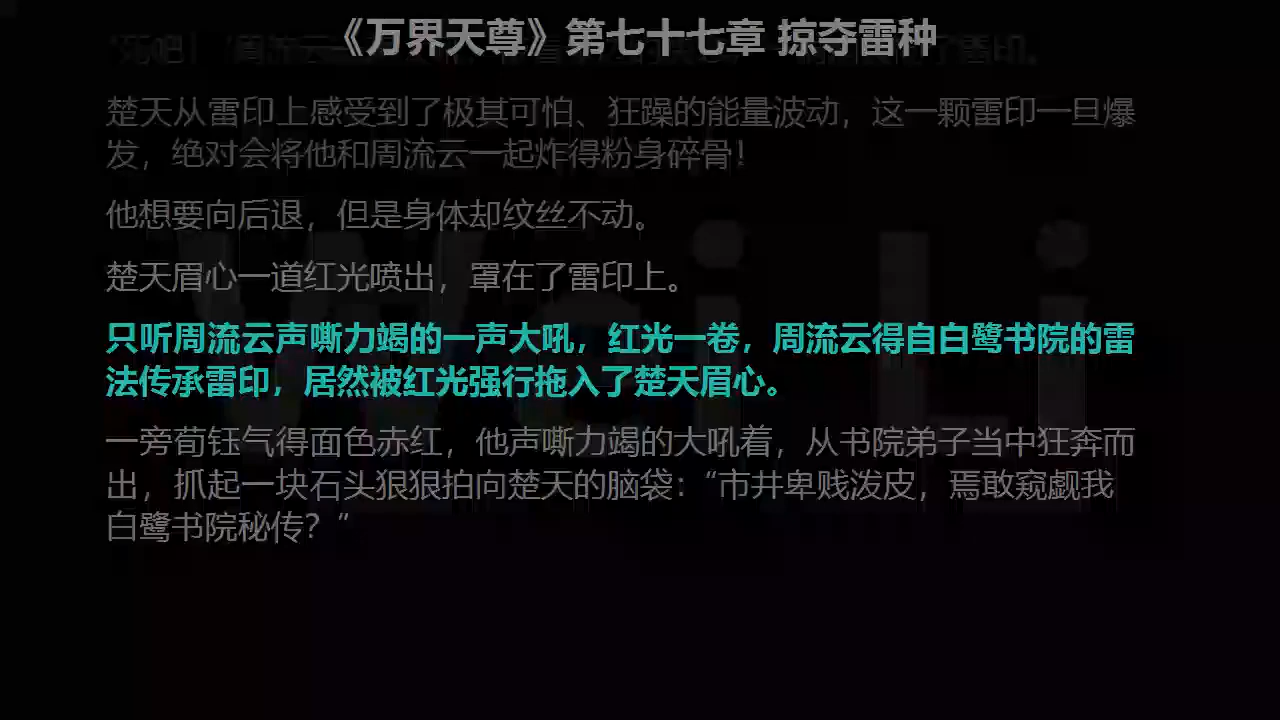 《万界天尊》第七十七章 掠夺雷种
楚天从雷印上感受到了极其可怕、狂躁的能量波动，这一颗雷印一旦爆
发，绝对会将他和周流云一起炸得粉身碎骨！
他想要向后退，但是身体却纹丝不动。
楚天眉心一道红光喷出，罩在了雷印上。
只听周流云声嘶力竭的一声大吼，红光一卷，周流云得自白鹭书院的雷
法传承雷印，居然被红光强行拖入了楚天眉心。
一旁荀钰气得面色赤红，他声嘶力竭的大吼着，从书院弟子当中狂奔而
出，抓起一块石头狠狠拍向楚天的脑袋：“市井卑贱泼皮，焉敢窥觑我
白鹭书院秘传？”
Wei Li